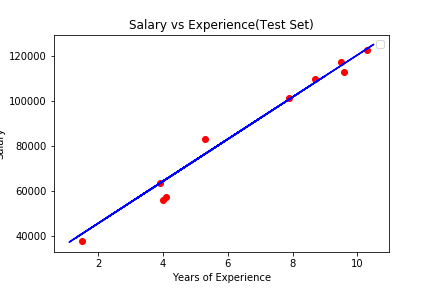 Salary vs Experience(Test Set)
120000
100000
80000
60000
40000
Salary
2 4 6 8 10
Years of Experience